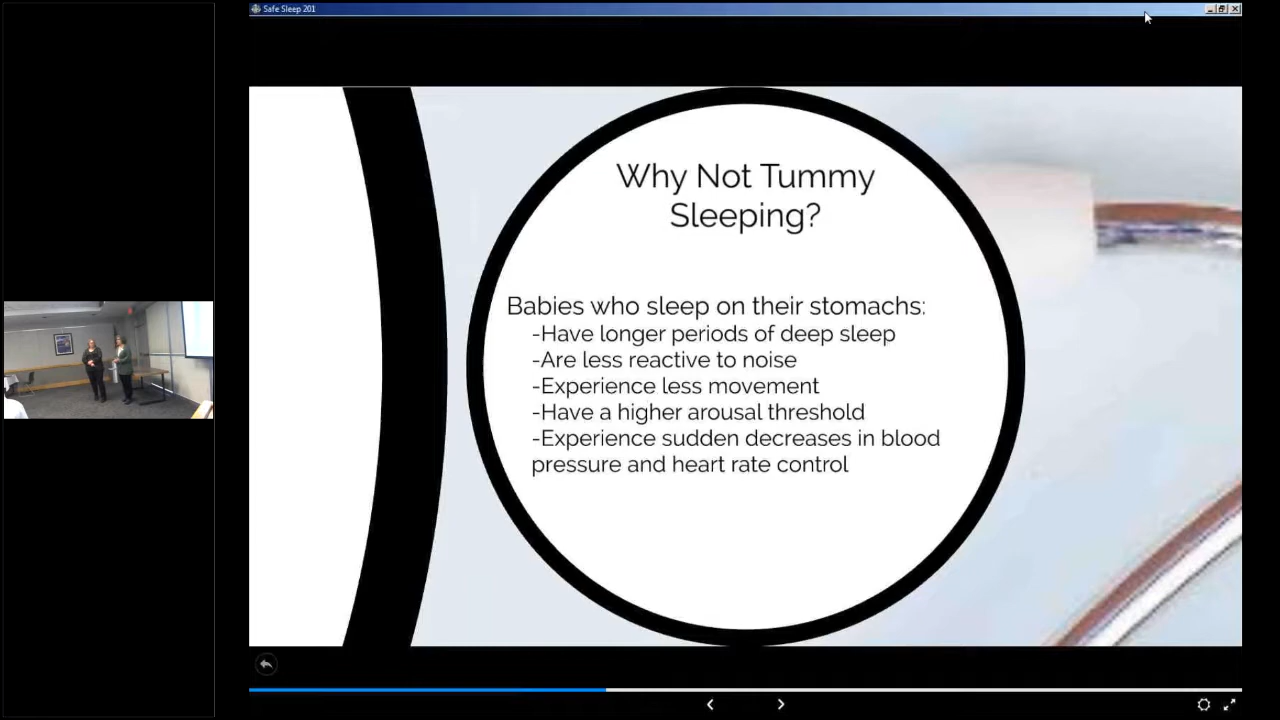 Safe Sleep 201
Why Not Tummy
Sleeping?
Babies who sleep on their stomachs:
-Have longer periods of deep sleep
-Are less reactive to noise
-Experience less movement
-Have a higher arousal threshold
-Experience sudden decreases in blood
pressure and heart rate control